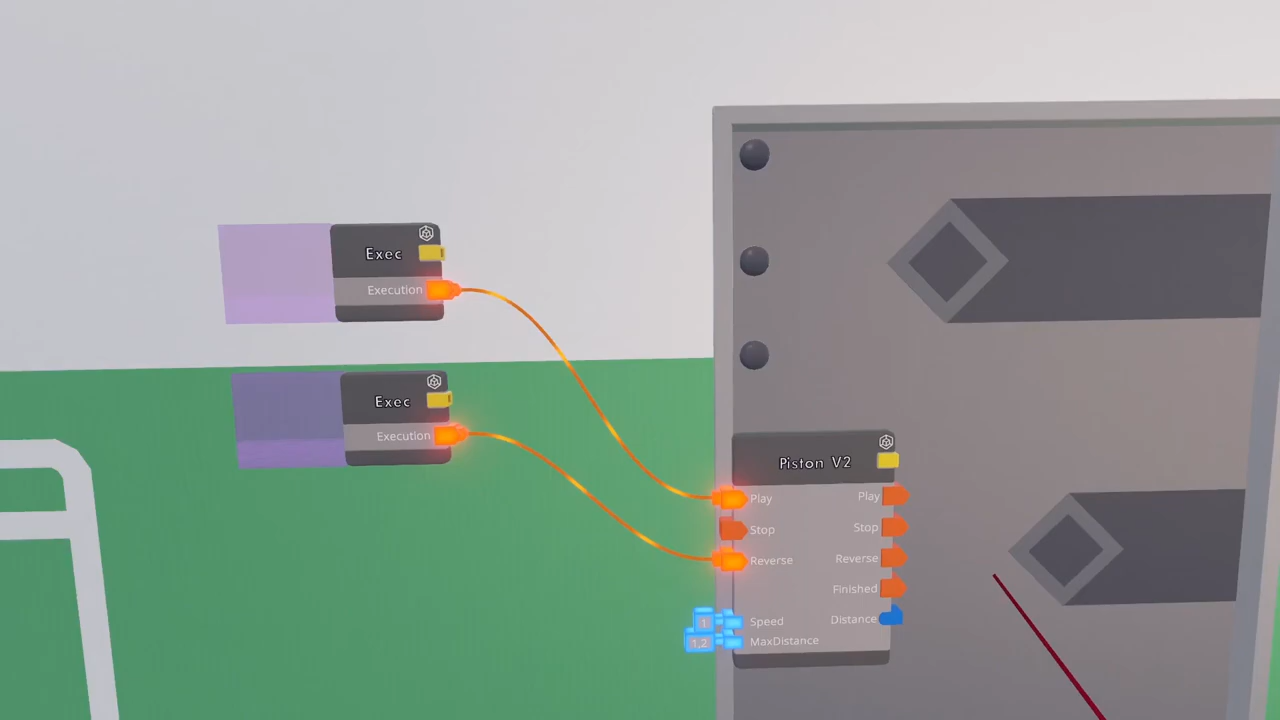 Exec
Execution
Exec
Execution
Piston V2
Play Play
Stop Stop
Reverse Reverse
Finished
1 Speed Distance
1,2 MaxDistance